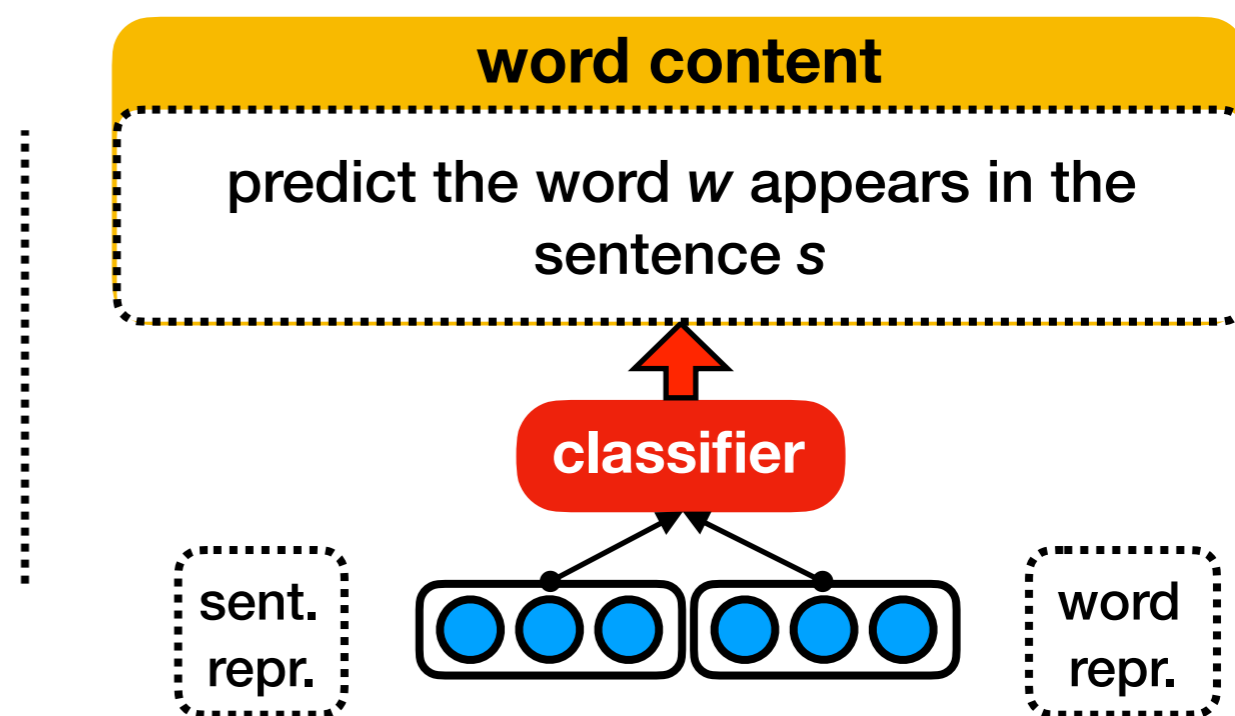 word content
predict the word w appears in the
sentence s
classifier
sent.
repr.
word
repr.